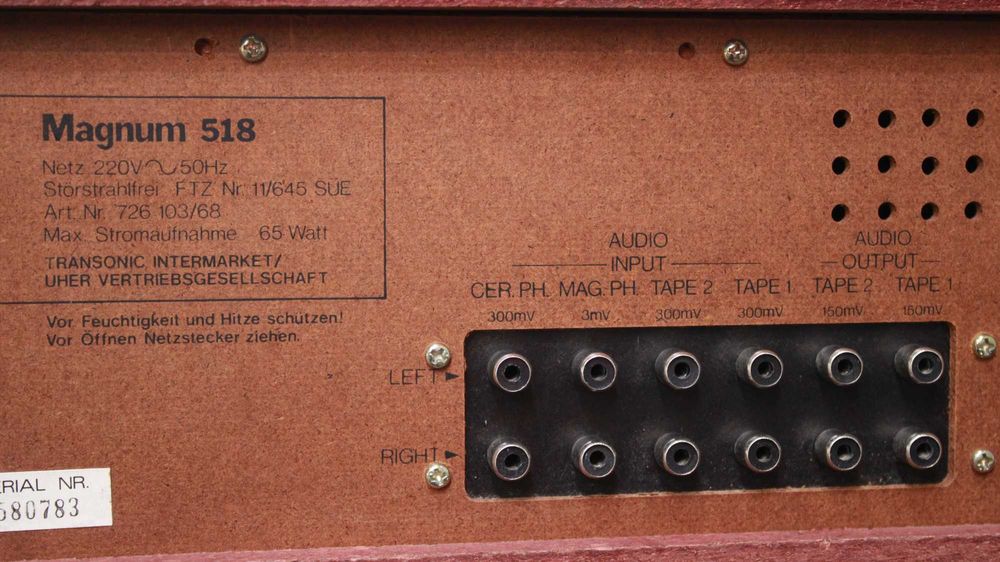 Magnum 518
Netz 220V∿50Hz
Störstrahlfrei FTZ Nr. 11/645 SUE
Art. Nr. 726 103/68
Max. Stromaufnahme 65 Watt
TRANSONIC INTERMARKET/
UHER VERTRIEBSGESELLSCHAFT
Vor Feuchtigkeit und Hitze schützen!
Vor Öffnen Netzstecker ziehen.
AUDIO AUDIO
INPUT OUTPUT
CER. PH. MAG. PH. TAPE 2 TAPE 1 TAPE 2 TAPE 1
300mV 3mV 300mV 300mV 150mV 150mV
LEFT
RIGHT
ERIAL NR.
580783